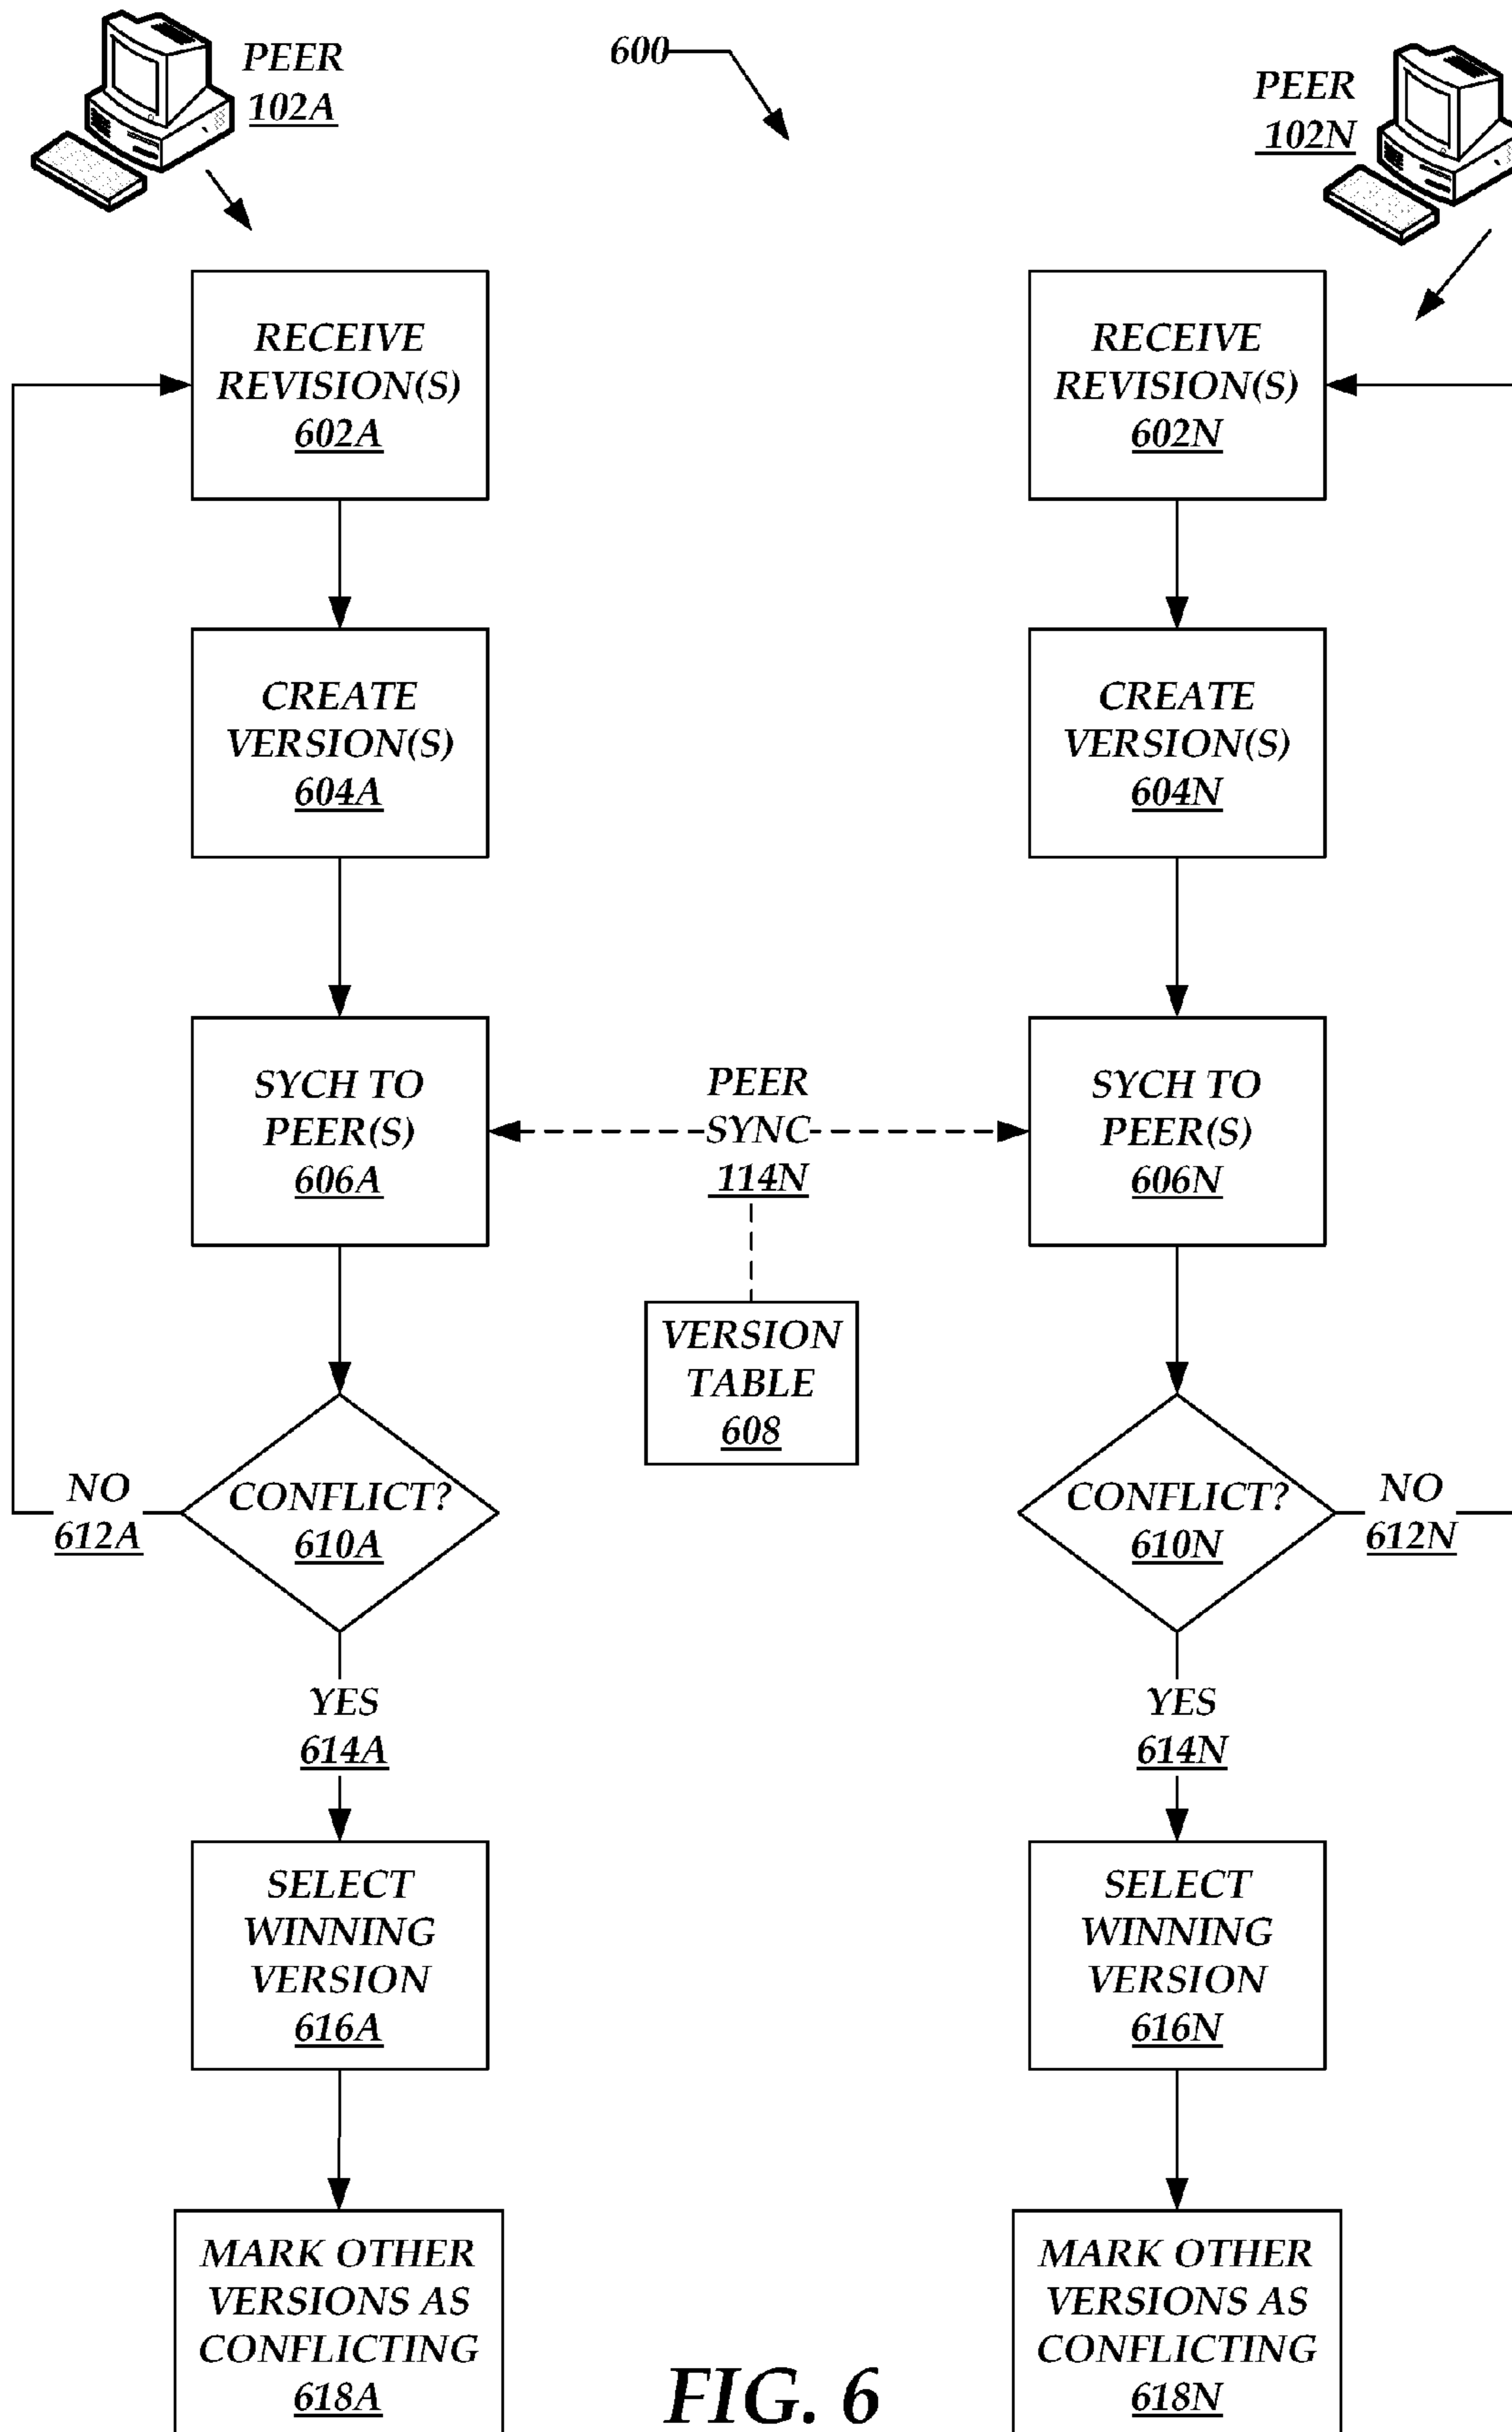 PEER
102A
600
PEER
102N
RECEIVE
REVISION(S)
602A
RECEIVE
REVISION(S)
602N
CREATE
VERSION(S)
604A
CREATE
VERSION(S)
604N
SYCH TO
PEER(S)
606A
PEER
SYNC
114N
SYCH TO
PEER(S)
606N
VERSION
TABLE
608
CONFLICT?
610A
NO
612A
CONFLICT?
610N
NO
612N
YES
614A
YES
614N
SELECT
WINNING
VERSION
616A
SELECT
WINNING
VERSION
616N
MARK OTHER
VERSIONS AS
CONFLICTING
618A
MARK OTHER
VERSIONS AS
CONFLICTING
618N
FIG. 6